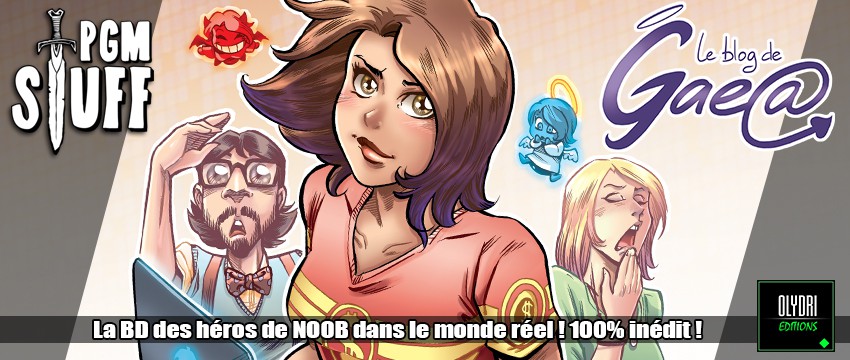 PGM
STUFF
Le blog de
Gaea@
La BD des héros de NOOB dans le monde réel ! 100% inédit !
OLYDRI
EDITIONS